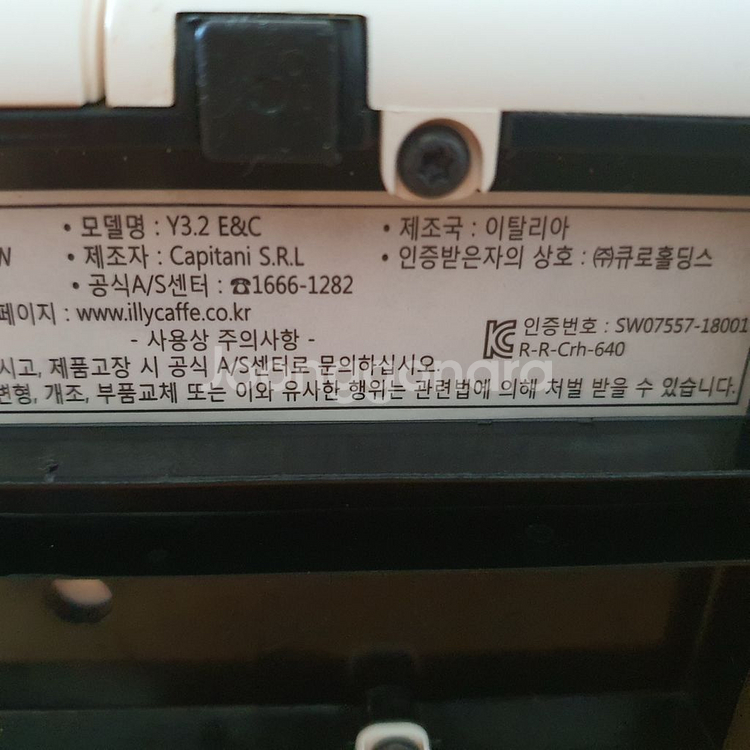 • 모델명 : Y3.2 E&C • 제조국 : 이탈리아
• 제조자 : Capitani S.R.L • 인증받은자의 상호 : ㈜큐로홀딩스
• 공식A/S센터 : ☎1666-1282
페이지 : www.illycaffe.co.kr
- 사용상 주의사항 -
인증번호 : SW07557-18001
R-R-Crh-640
시고, 제품고장 시 공식 A/S센터로 문의하십시오.
변형, 개조, 부품교체 또는 이와 유사한 행위는 관련법에 의해 처벌 받을 수 있습니다.
Joonggonara